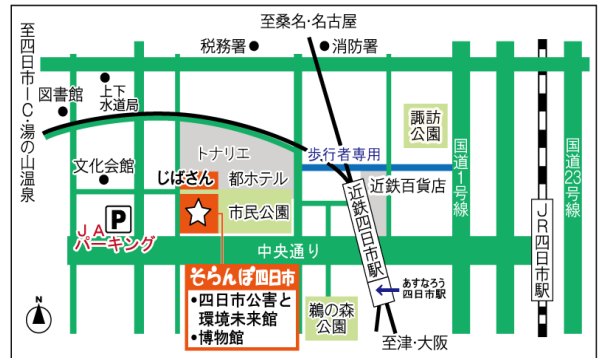 至桑名・名古屋
税務署
消防署
至四日市IC・湯の山温泉
図書館
上下
水道局
諏訪
公園
トナリエ
歩行者専用
文化会館
じばさん
都ホテル
近鉄百貨店
国道1号線
国道23号線
JR四日市駅
近鉄四日市駅
P
JA
パーキング
市民公園
中央通り
そらんぽ四日市
•四日市公害と
環境未来館
•博物館
鵜の森
公園
あすなろう
四日市駅
至津・大阪
N